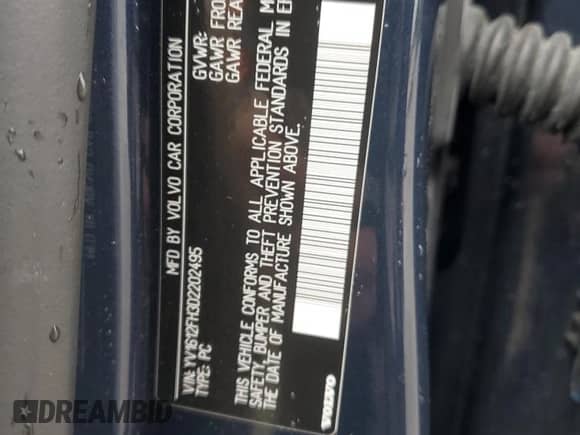 MFD BY VOLVO CAR CORPORATION
GVWR:
GAWR FRO
GAWR REA
VIN: YV1612FH3D2202495
TYPE: PC
THIS VEHICLE CONFORMS TO ALL APPLICABLE FEDERAL M
SAFETY, BUMPER AND THEFT PREVENTION STANDARDS IN EF
THE DATE OF MANUFACTURE SHOWN ABOVE.
VOLVO
DREAMBID